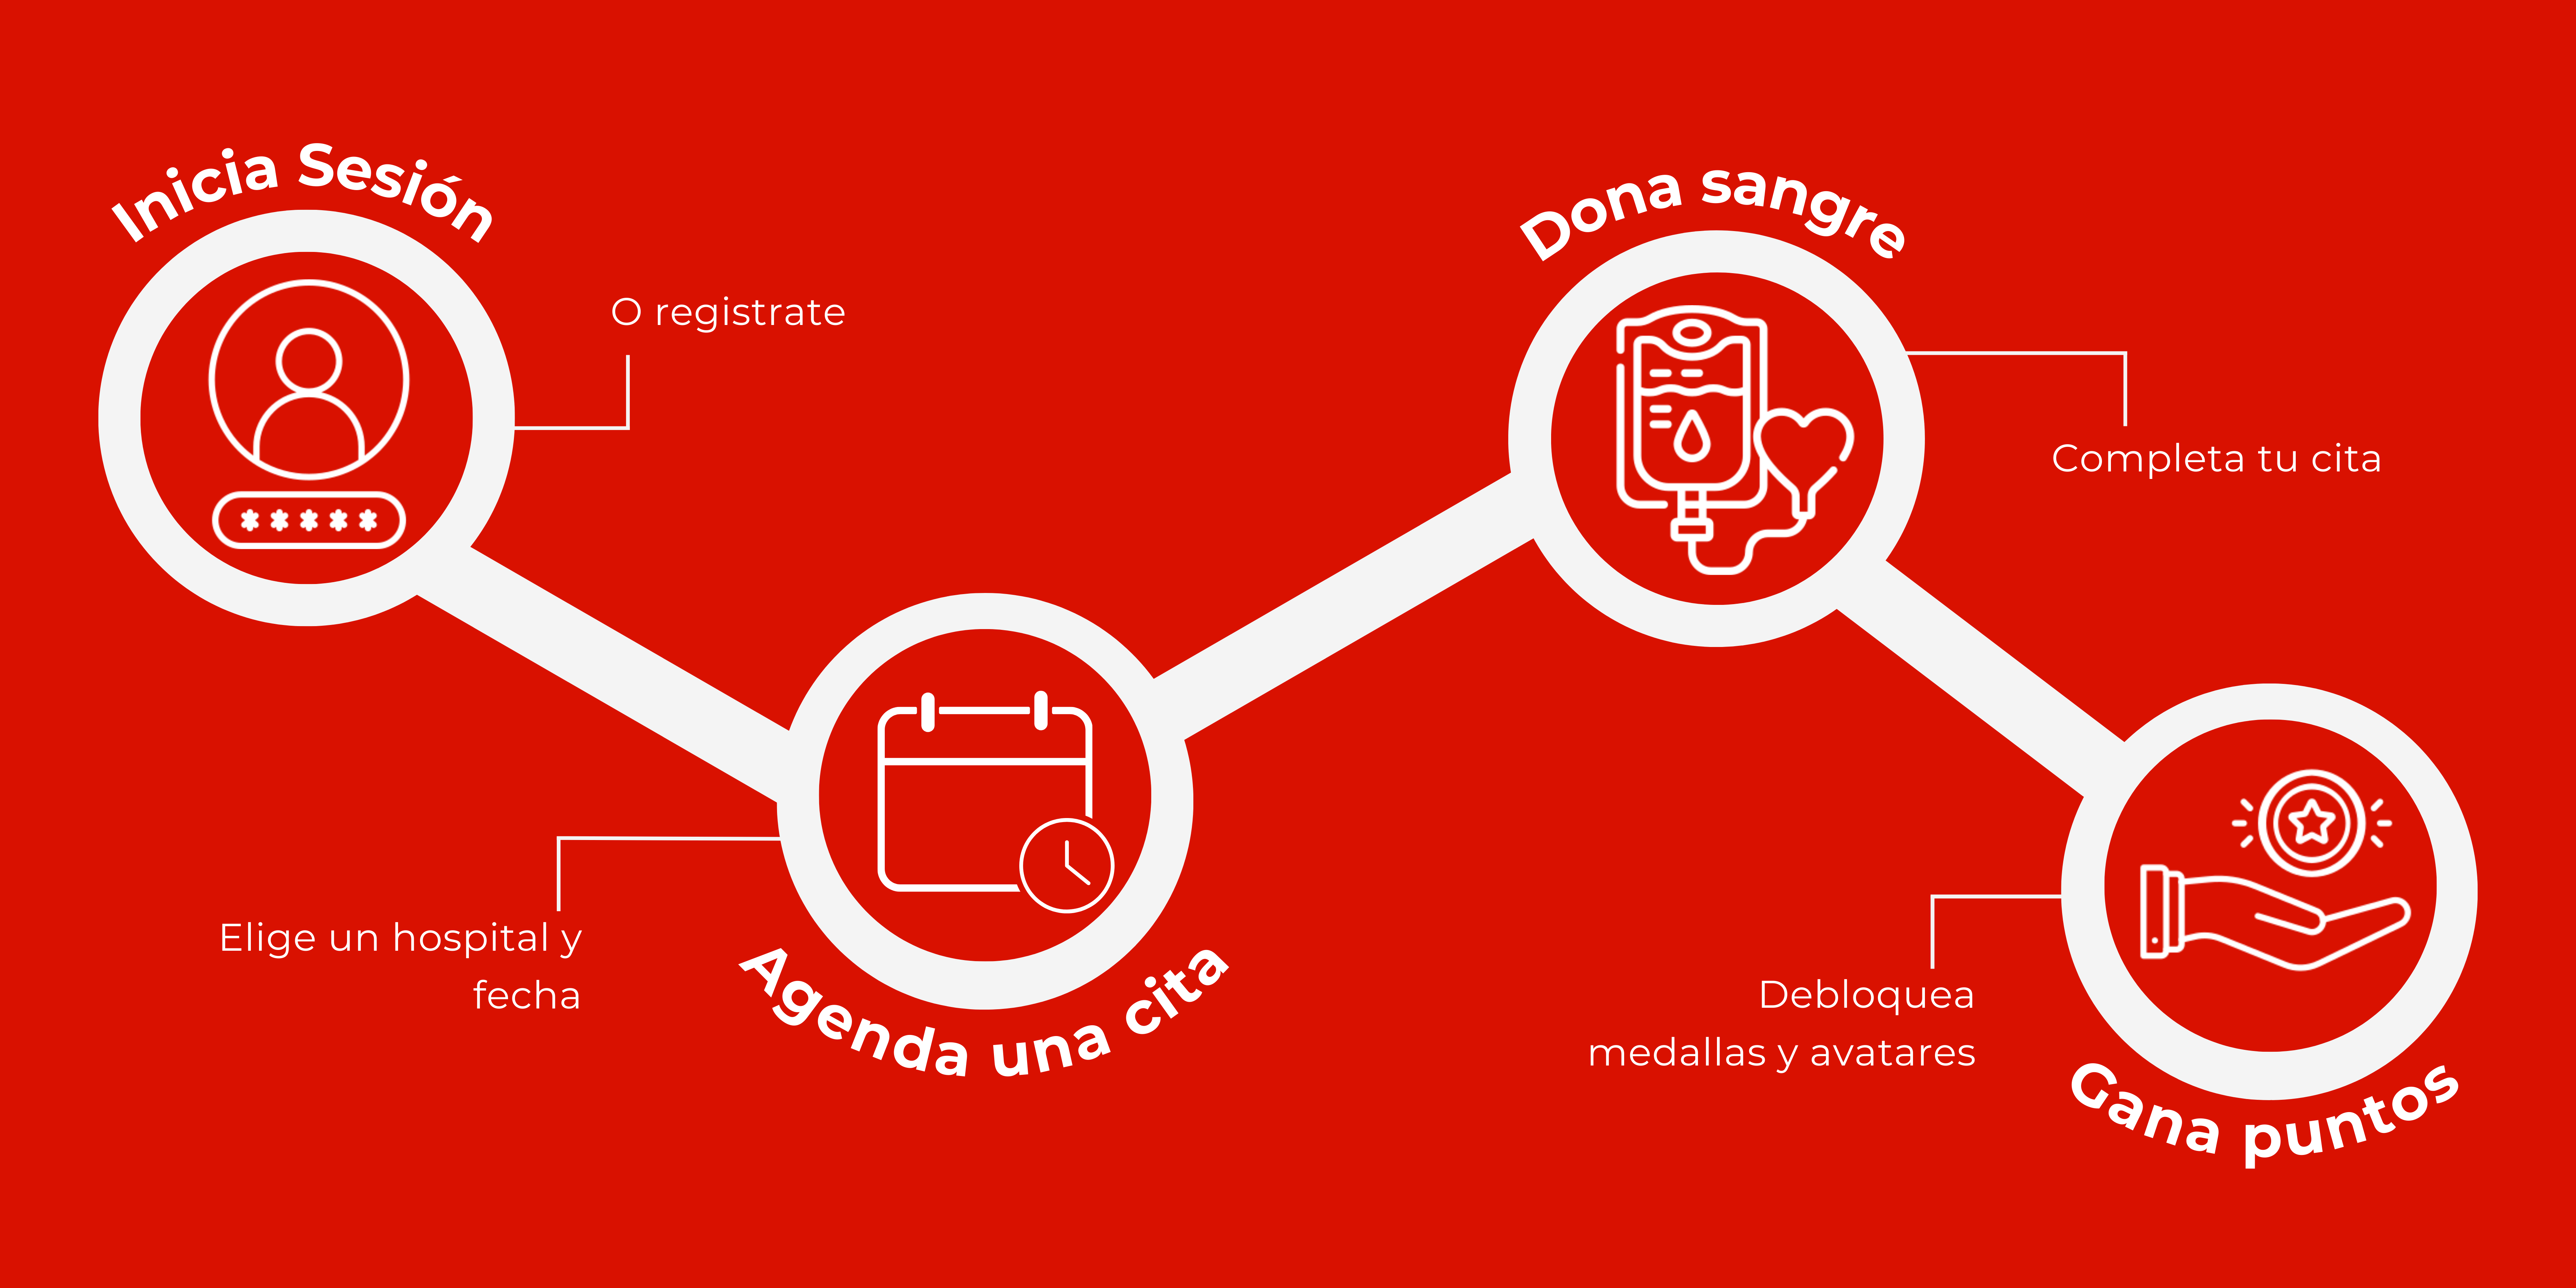 Inicia Sesión
O registrate
Agenda una cita
Elige un hospital y
fecha
Dona sangre
Completa tu cita
Gana puntos
Debloquea
medallas y avatares